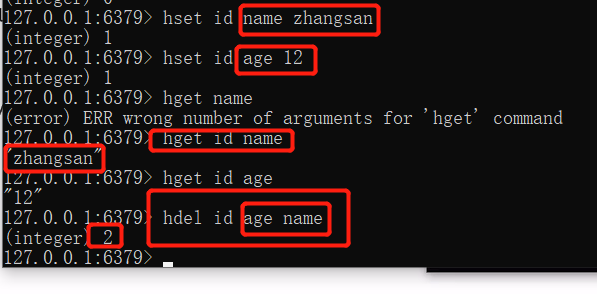 (integer) 0
127.0.0.1:6379> hset id name zhangsan
(integer) 1
127.0.0.1:6379> hset id age 12
(integer) 1
127.0.0.1:6379> hget name
(error) ERR wrong number of arguments for 'hget' command
127.0.0.1:6379> hget id name
"zhangsan"
127.0.0.1:6379> hget id age
"12"
127.0.0.1:6379> hdel id age name
(integer) 2
127.0.0.1:6379>